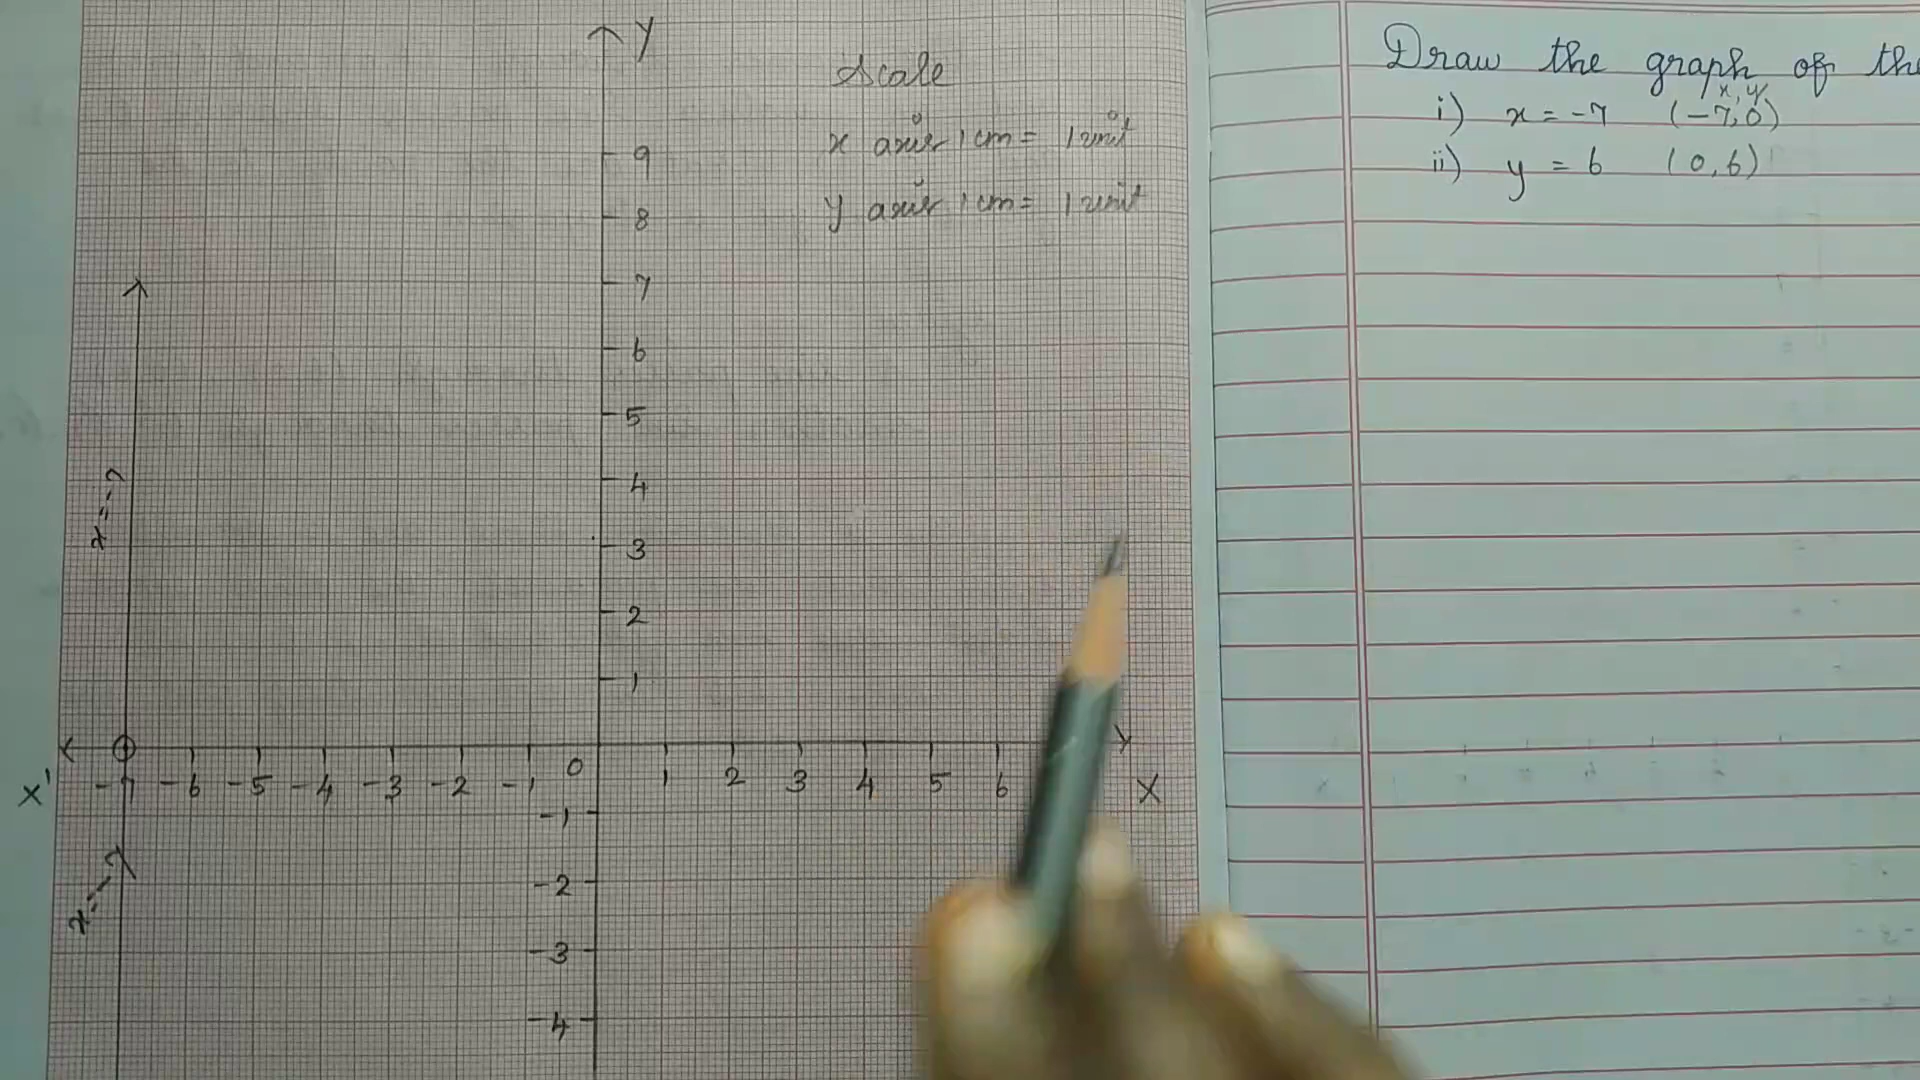 Y
Scale
x axis 1 cm = 1 unit
y axis 1 cm = 1 unit
9
8
7
6
5
4
3
2
1
x=-7
X' -7 -6 -5 -4 -3 -2 -1 0 1 2 3 4 5 6 X
-1
x=-7
-2
-3
-4
Draw the graph of the
x, y
i) x = -7 (-7, 0)
ii) y = 6 (0, 6)